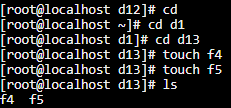 [root@localhost d12]# cd
[root@localhost ~]# cd d1
[root@localhost d1]# cd d13
[root@localhost d13]# touch f4
[root@localhost d13]# touch f5
[root@localhost d13]# ls
f4  f5